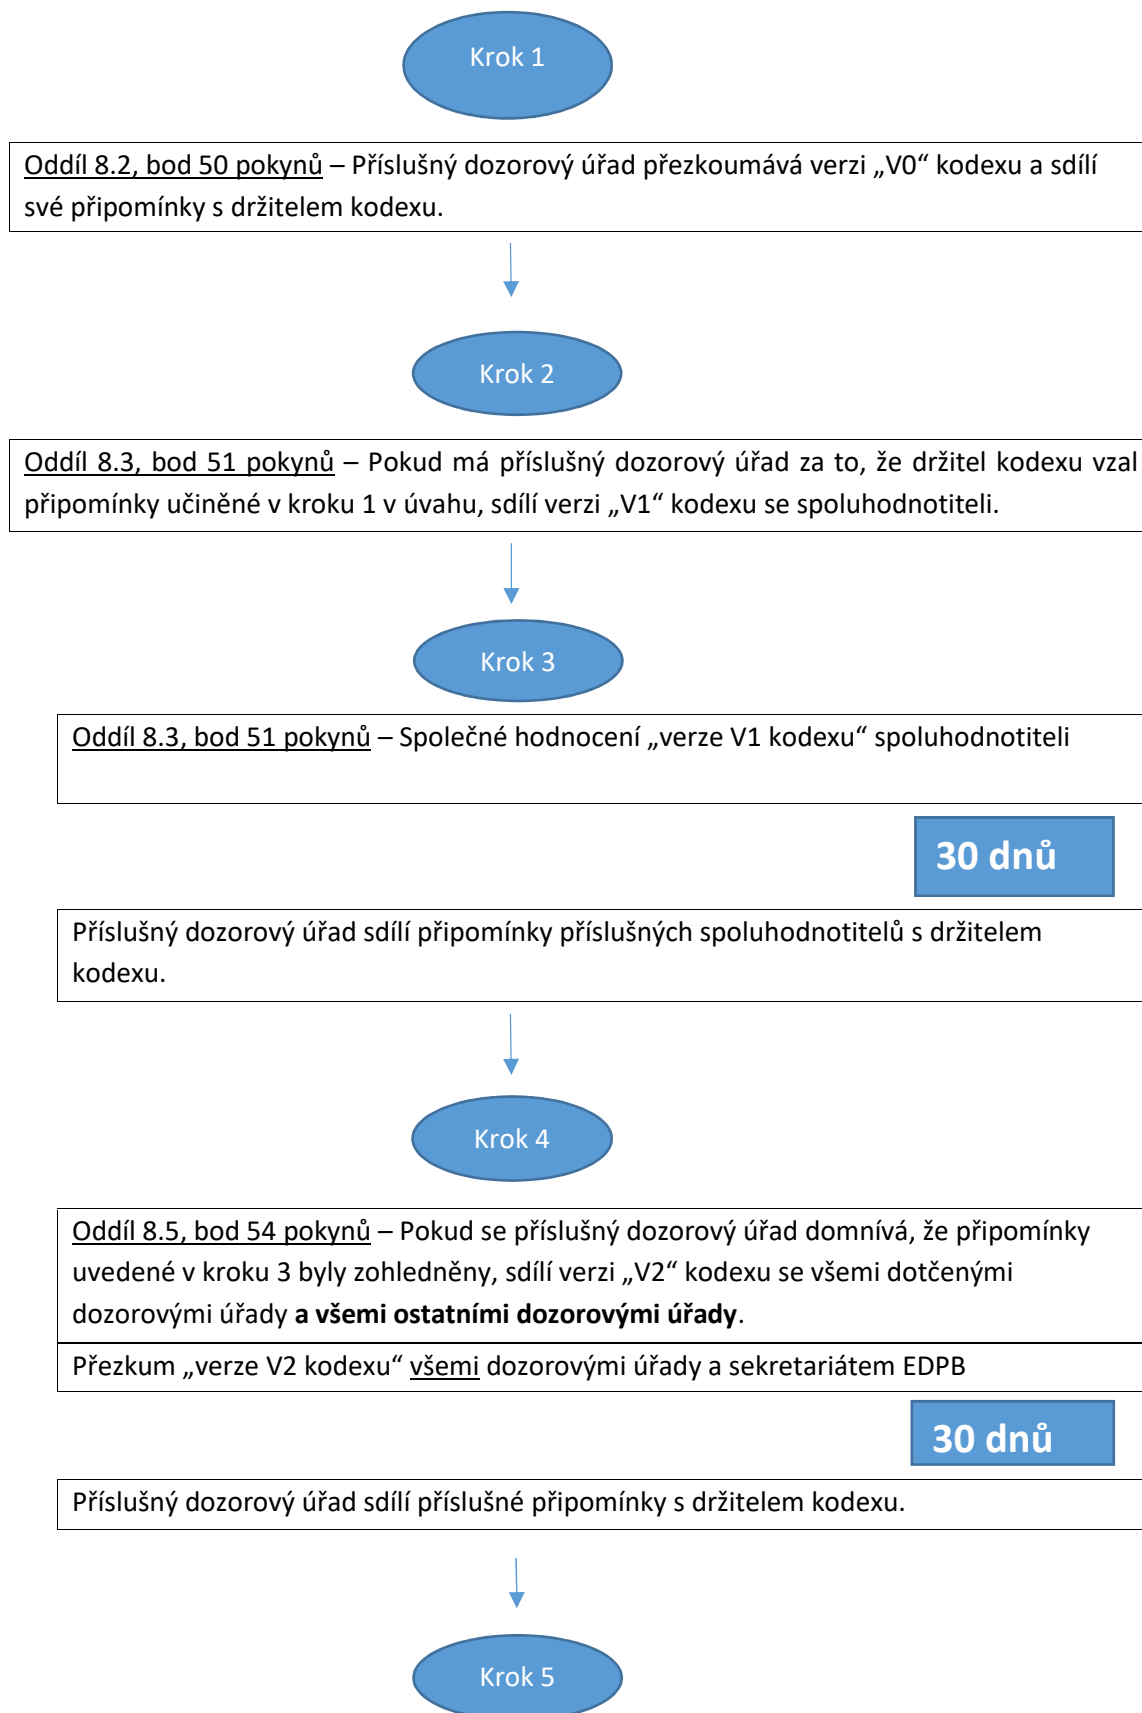 Krok 1
Oddíl 8.2, bod 50 pokynů – Příslušný dozorový úřad přezkoumává verzi „V0“ kodexu a sdílí
své připomínky s držitelem kodexu.
Krok 2
Oddíl 8.3, bod 51 pokynů – Pokud má příslušný dozorový úřad za to, že držitel kodexu vzal
připomínky učiněné v kroku 1 v úvahu, sdílí verzi „V1“ kodexu se spoluhodnotiteli.
Krok 3
Oddíl 8.3, bod 51 pokynů – Společné hodnocení „verze V1 kodexu“ spoluhodnotiteli
30 dnů
Příslušný dozorový úřad sdílí připomínky příslušných spoluhodnotitelů s držitelem
kodexu.
Krok 4
Oddíl 8.5, bod 54 pokynů – Pokud se příslušný dozorový úřad domnívá, že připomínky
uvedené v kroku 3 byly zohledněny, sdílí verzi „V2“ kodexu se všemi dotčenými
dozorovými úřady a všemi ostatními dozorovými úřady.
Přezkum „verze V2 kodexu“ všemi dozorovými úřady a sekretariátem EDPB
30 dnů
Příslušný dozorový úřad sdílí příslušné připomínky s držitelem kodexu.
Krok 5